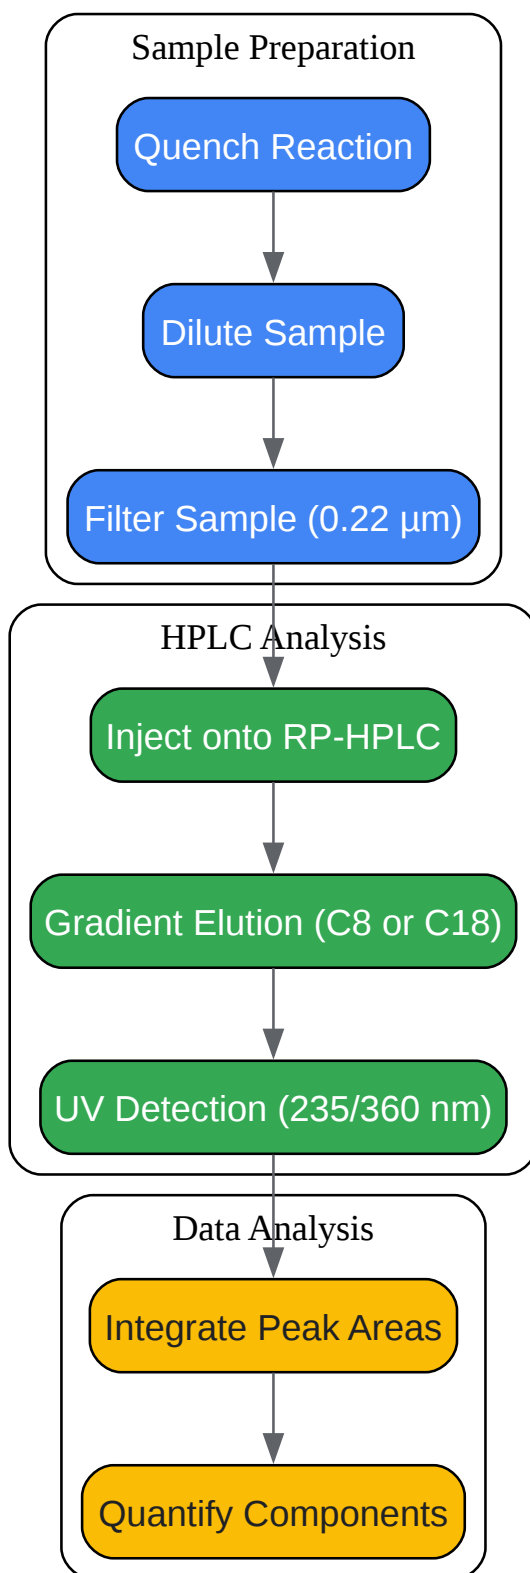 Sample Preparation
Quench Reaction
Dilute Sample
Filter Sample (0.22 µm)
HPLC Analysis
Inject onto RP-HPLC
Gradient Elution (C8 or C18)
UV Detection (235/360 nm)
Data Analysis
Integrate Peak Areas
Quantify Components